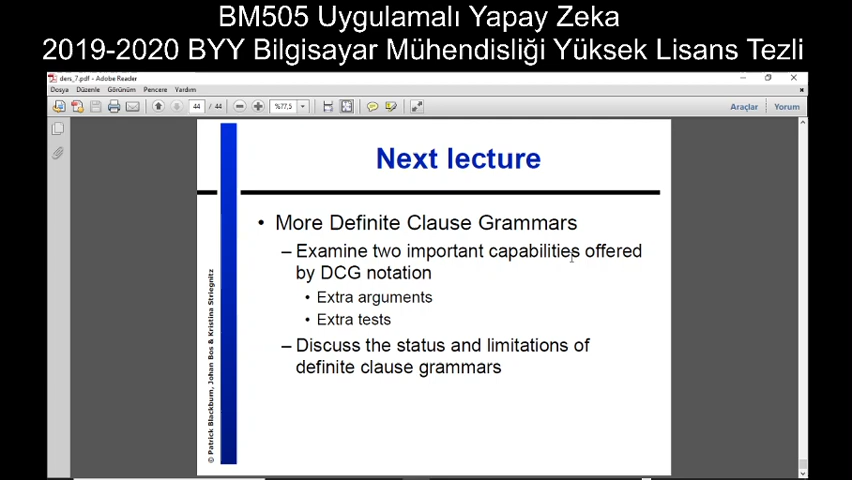 BM505 Uygulamalı Yapay Zeka
2019-2020 BYY Bilgisayar Mühendisliği Yüksek Lisans Tezli
ders_7.pdf - Adobe Reader
Dosya Düzenle Görünüm Pencere Yardım
44 / 44 %77,5 Araçlar Yorum
Next lecture
• More Definite Clause Grammars
– Examine two important capabilities offered
by DCG notation
• Extra arguments
• Extra tests
– Discuss the status and limitations of
definite clause grammars
© Patrick Blackburn, Johan Bos & Kristina Striegnitz